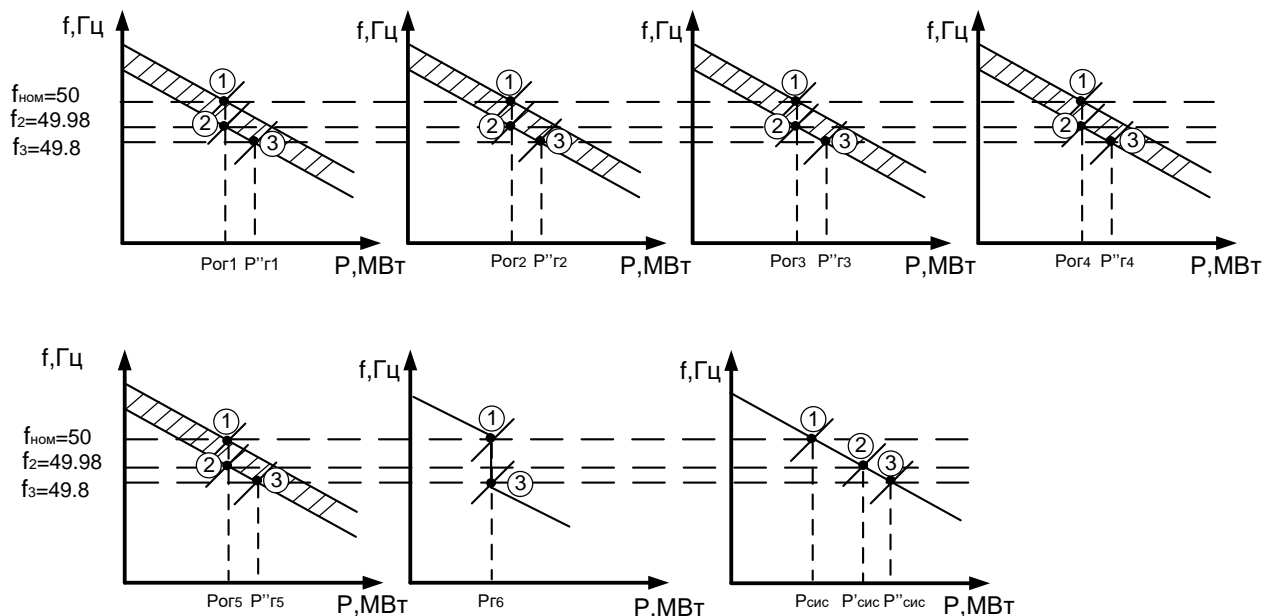 f,Гц f,Гц f,Гц f,Гц
1 1 1 1
fном=50
f2=49.98
2 2 2 2
f3=49.8
3 3 3 3
Pог1 P''г1 P,МВт Pог2 P''г2 P,МВт Pог3 P''г3 P,МВт Pог4 P''г4 P,МВт
f,Гц f,Гц f,Гц
1 1 1
fном=50
f2=49.98
2 2
f3=49.8
3 3 3
Pог5 P''г5 P,МВт Pг6 P,МВт Pсис P'сис P''сис P,МВт